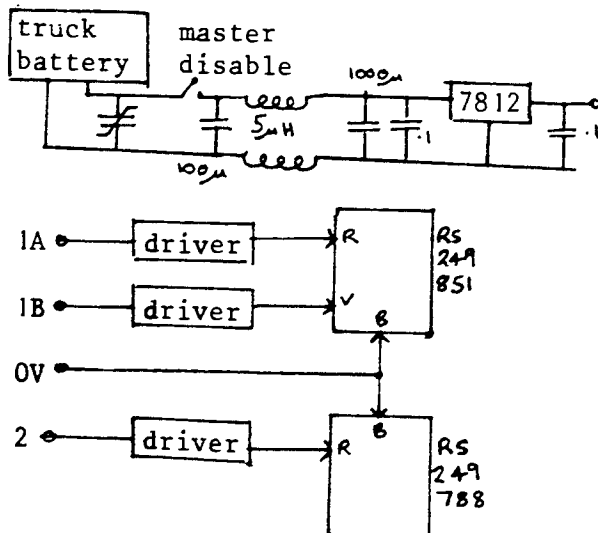 truck
battery
master
disable
1000µ
7812
5µH
.1
.1
100µ
1A
driver
R
RS
249
851
1B
driver
V
B
0V
2
driver
B
R
RS
249
788